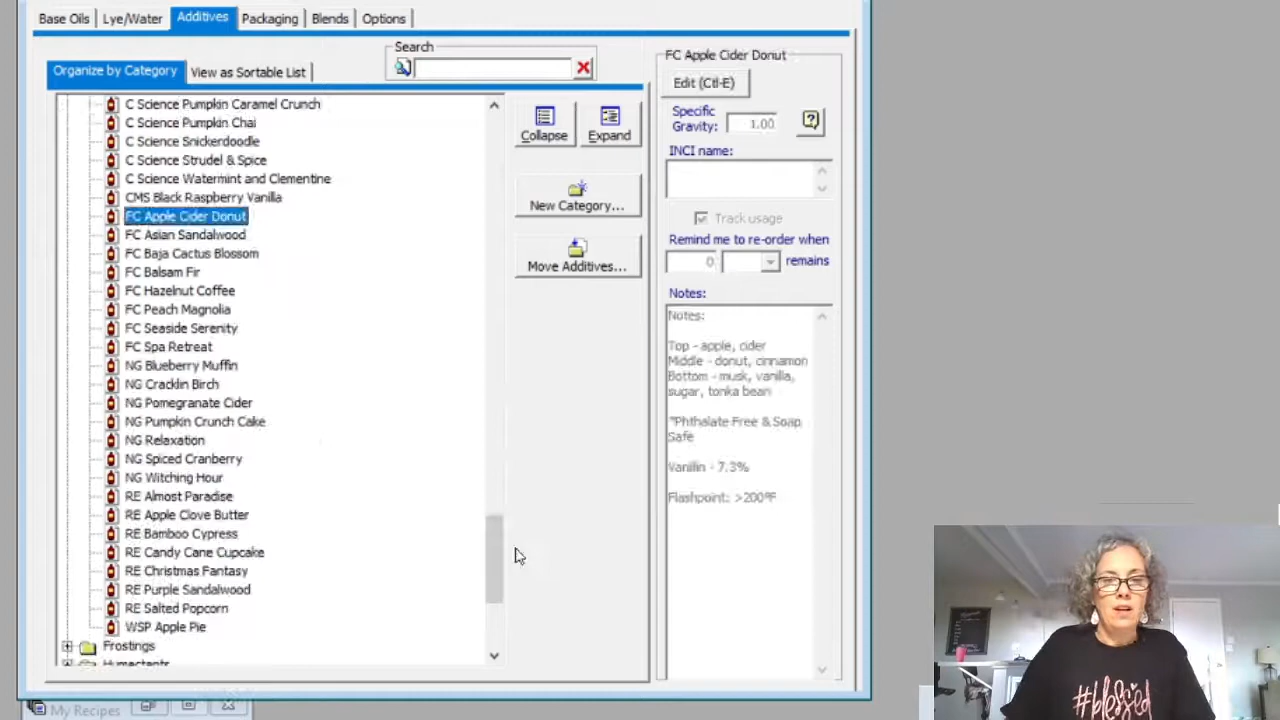 Base Oils
Lye/Water
Additives
Packaging
Blends
Options
Search
Organize by Category
View as Sortable List
C Science Pumpkin Caramel Crunch
C Science Pumpkin Chai
C Science Snickerdoodle
C Science Strudel & Spice
C Science Watermint and Clementine
CMS Black Raspberry Vanilla
FC Apple Cider Donut
FC Asian Sandalwood
FC Baja Cactus Blossom
FC Balsam Fir
FC Hazelnut Coffee
FC Peach Magnolia
FC Seaside Serenity
FC Spa Retreat
NG Blueberry Muffin
NG Cracklin Birch
NG Pomegranate Cider
NG Pumpkin Crunch Cake
NG Relaxation
NG Spiced Cranberry
NG Witching Hour
RE Almost Paradise
RE Apple Clove Butter
RE Bamboo Cypress
RE Candy Cane Cupcake
RE Christmas Fantasy
RE Purple Sandalwood
RE Salted Popcorn
WSP Apple Pie
Frostings
Humectants
Collapse
Expand
New Category...
Move Additives...
FC Apple Cider Donut
Edit (Ctl-E)
Specific
Gravity:
1.00
INCI name:
Track usage
Remind me to re-order when
0
remains
Notes:
Notes:
Top - apple, cider
Middle - donut, cinnamon
Bottom - musk, vanilla,
sugar, tonka bean
*Phthalate Free & Soap
Safe
Vanilin - 7.3%
Flashpoint: >200°F
My Recipes
#blessed